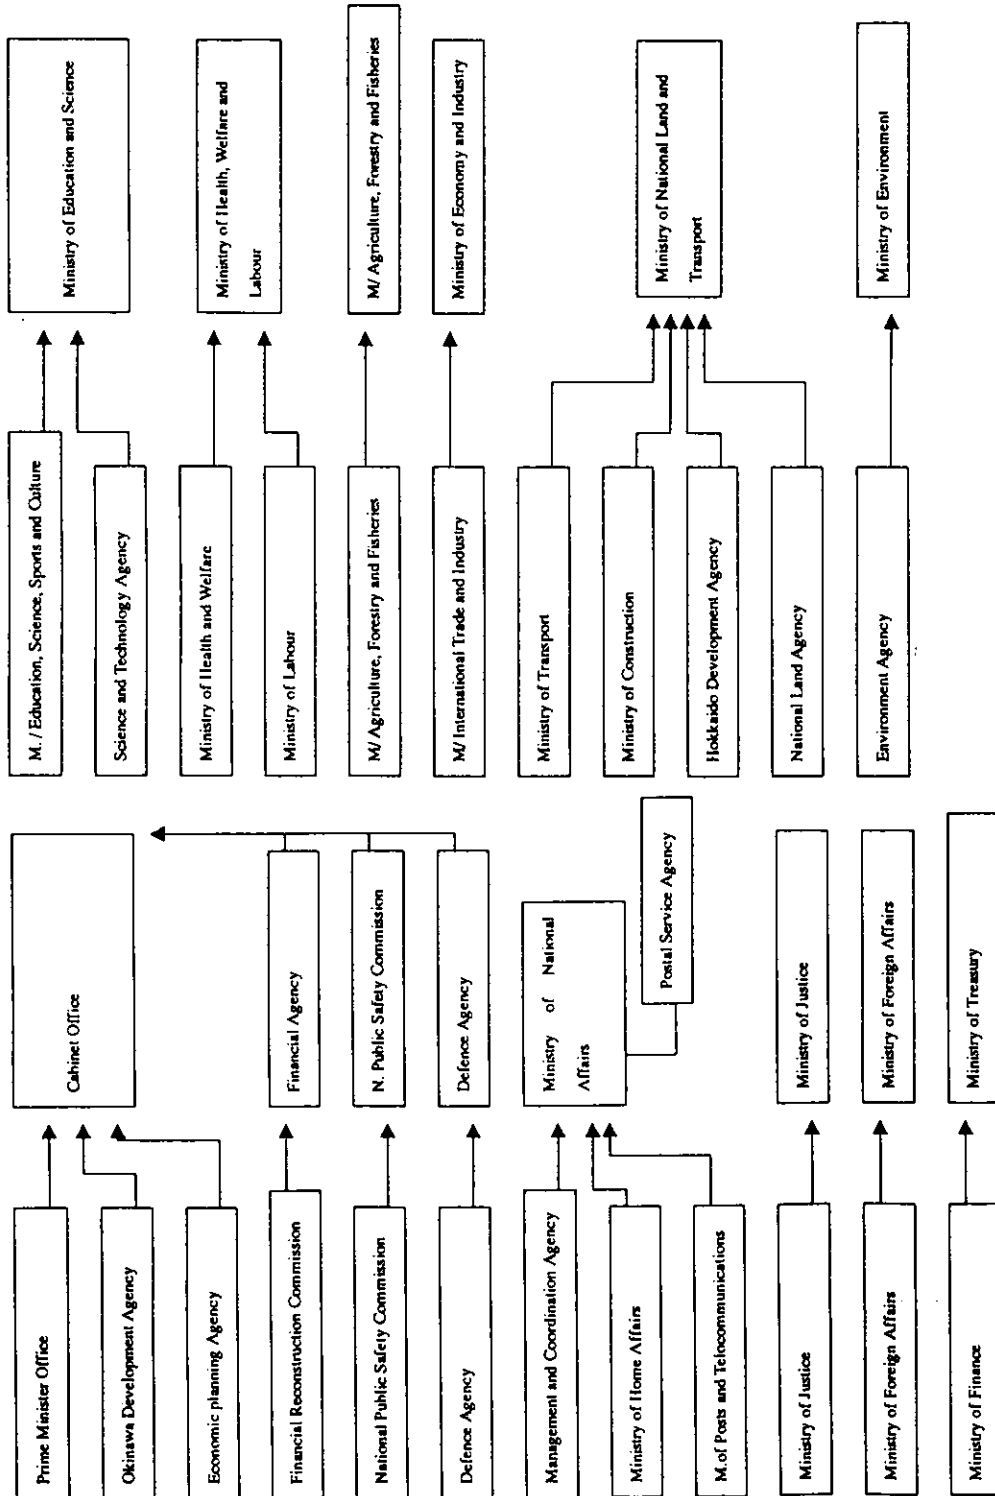 Prime Minister Office
Okinawa Development Agency
Economic planning Agency
Cabinet Office
Financial Reconstruction Commission
Financial Agency
National Public Safety Commission
N. Public Safety Commission
Defence Agency
Defence Agency
Management and Coordination Agency
Ministry of Home Affairs
M.of Posts and Telocommunications
Ministry of National
Affairs
Postal Service Agency
Ministry of Justice
Ministry of Justice
Ministry of Foreign Affairs
Ministry of Foreign Affairs
Ministry of Finance
Ministry of Treasury
M. / Education, Science, Sports and Culture
Science and Technology Agency
Ministry of Education and Science
Ministry of Health and Welfare
Ministry of Labour
Ministry of Health, Welfare and
Labour
M/ Agriculture, Forestry and Fisheries
M/ Agriculture, Forestry and Fisheries
M/ International Trade and Industry
Ministry of Economy and Industry
Ministry of Transport
Ministry of Construction
Hokkaido Development Agency
National Land Agency
Ministry of National Land and
Transport
Environment Agency
Ministry of Environment